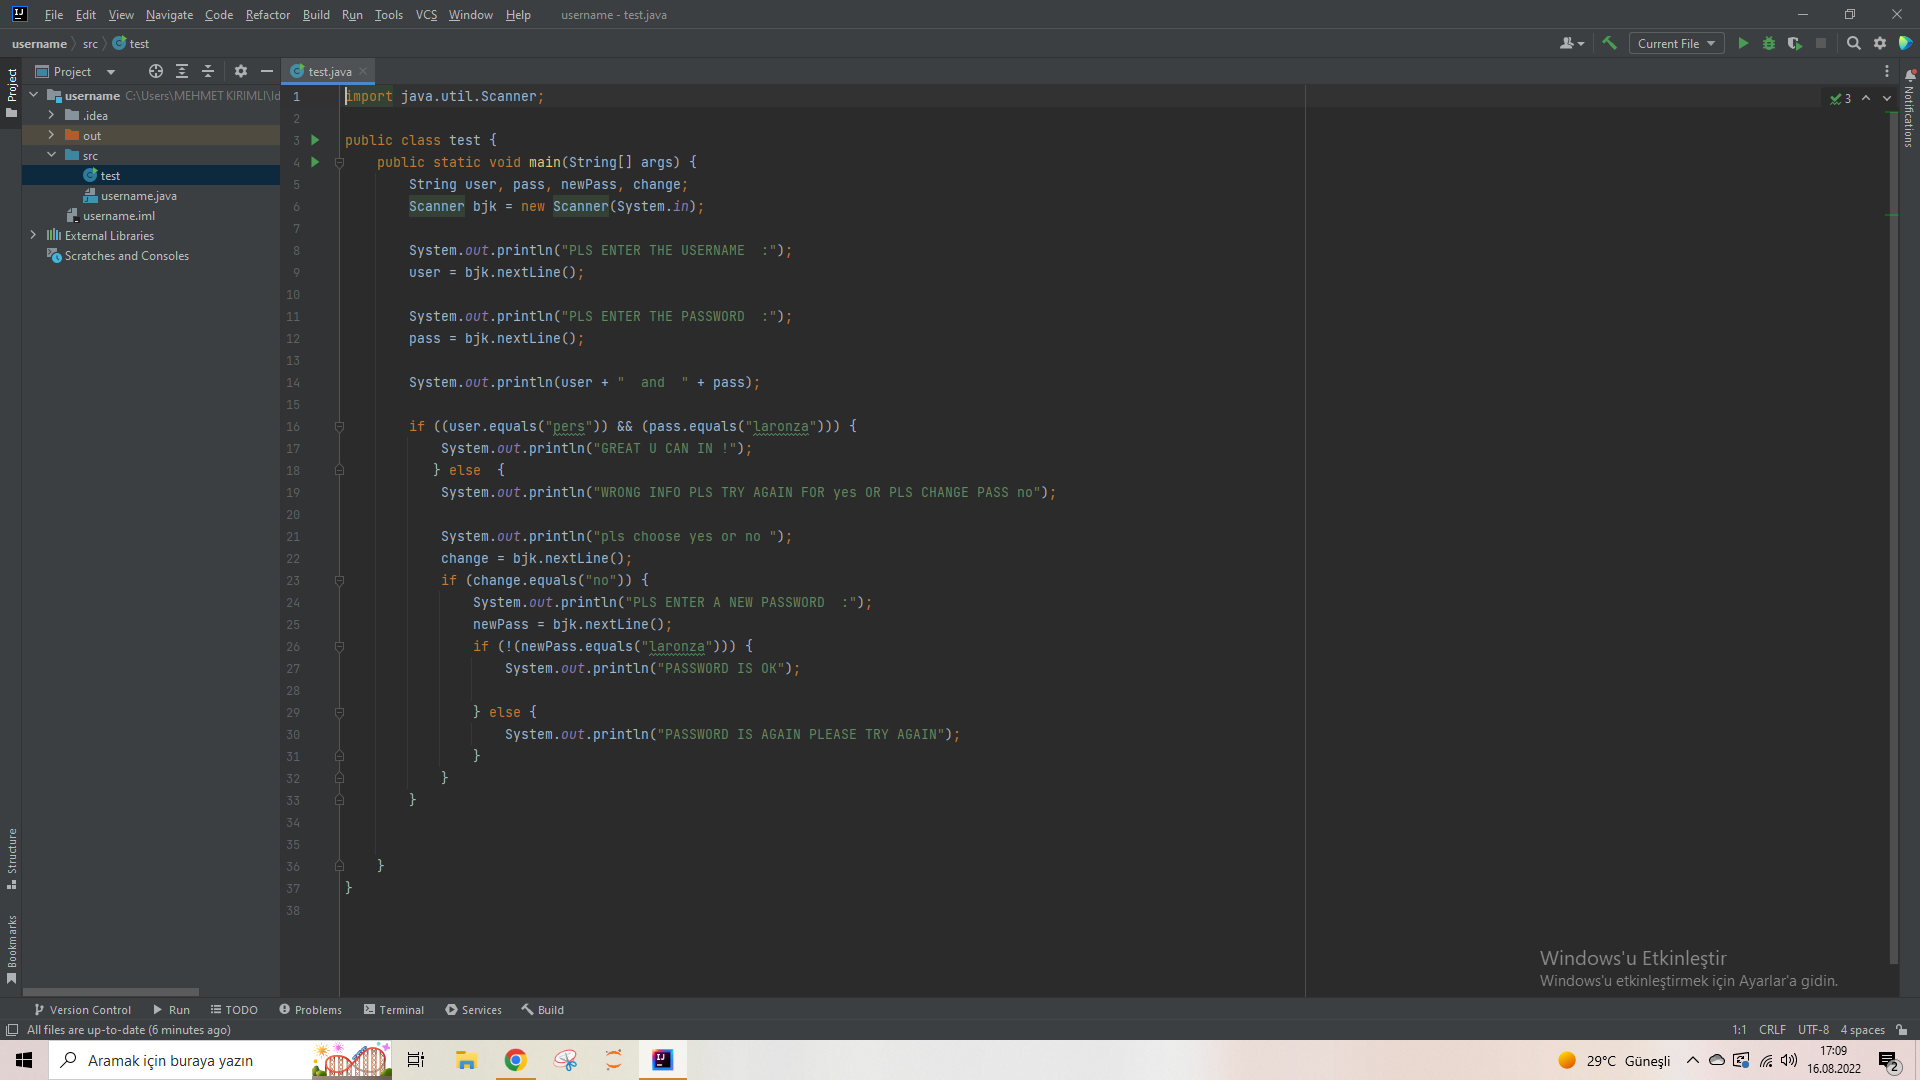 File Edit View Navigate Code Refactor Build Run Tools VCS Window Help username - test.java
username src test
Current File
Project
test.java
Project
Notifications
username C:\Users\MEHMET KIRIMLI\Id
.idea
out
src
test
username.java
username.iml
External Libraries
Scratches and Consoles
3
1 import java.util.Scanner;
2
3 public class test {
4 public static void main(String[] args) {
5 String user, pass, newPass, change;
6 Scanner bjk = new Scanner(System.in);
7
8 System.out.println("PLS ENTER THE USERNAME  :");
9 user = bjk.nextLine();
10
11 System.out.println("PLS ENTER THE PASSWORD  :");
12 pass = bjk.nextLine();
13
14 System.out.println(user + "  and  " + pass);
15
16 if ((user.equals("pers")) && (pass.equals("laronza"))) {
17 System.out.println("GREAT U CAN IN !");
18 } else  {
19 System.out.println("WRONG INFO PLS TRY AGAIN FOR yes OR PLS CHANGE PASS no");
20
21 System.out.println("pls choose yes or no ");
22 change = bjk.nextLine();
23 if (change.equals("no")) {
24 System.out.println("PLS ENTER A NEW PASSWORD  :");
25 newPass = bjk.nextLine();
26 if (!(newPass.equals("laronza"))) {
27 System.out.println("PASSWORD IS OK");
28
29 } else {
30 System.out.println("PASSWORD IS AGAIN PLEASE TRY AGAIN");
31 }
32 }
33 }
34
35
36 }
37 }
38
Structure
Bookmarks
Windows'u Etkinleştir
Windows'u etkinleştirmek için Ayarlar'a gidin.
Version Control Run TODO Problems Terminal Services Build
All files are up-to-date (6 minutes ago) 1:1 CRLF UTF-8 4 spaces
Aramak için buraya yazın
29°C Güneşli
17:09
16.08.2022
2